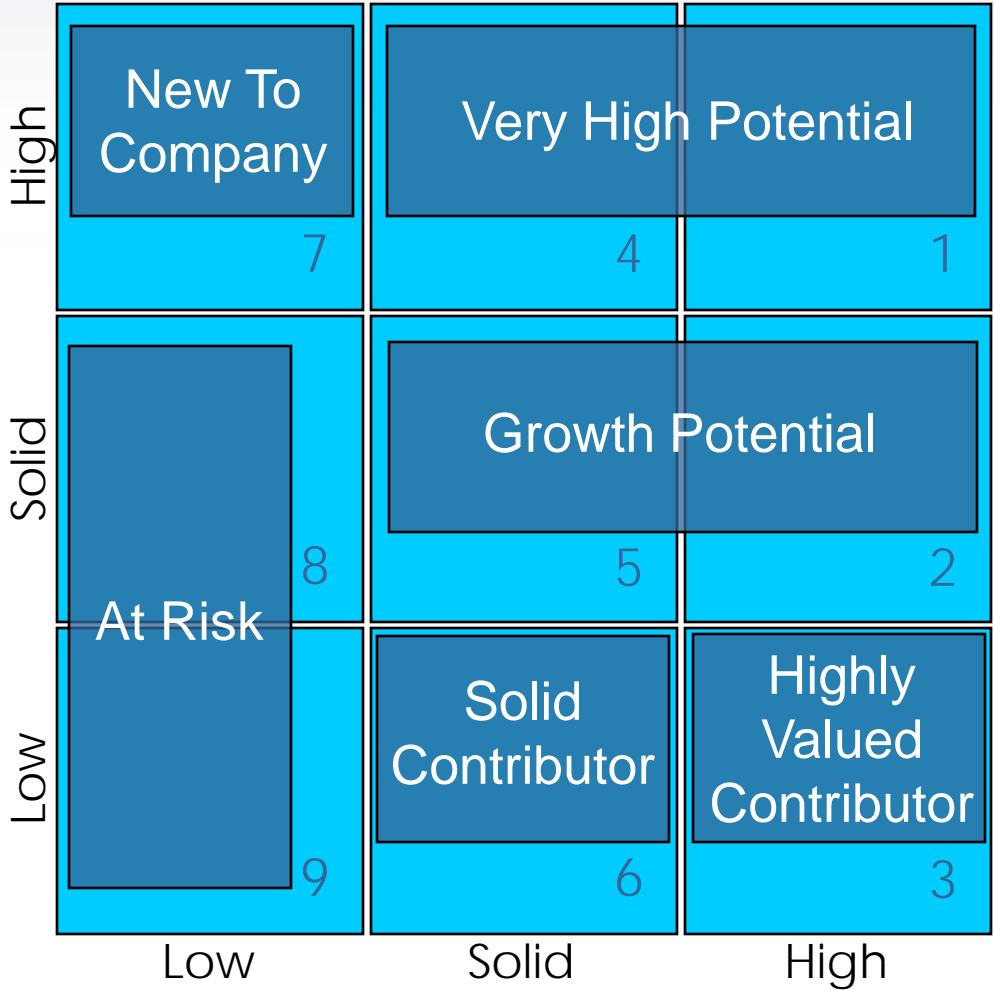 High
New To
Company
7
Very High Potential
4
1
Solid
8
Growth Potential
5
2
At Risk
Low
9
Solid
Contributor
6
Highly
Valued
Contributor
3
Low
Solid
High